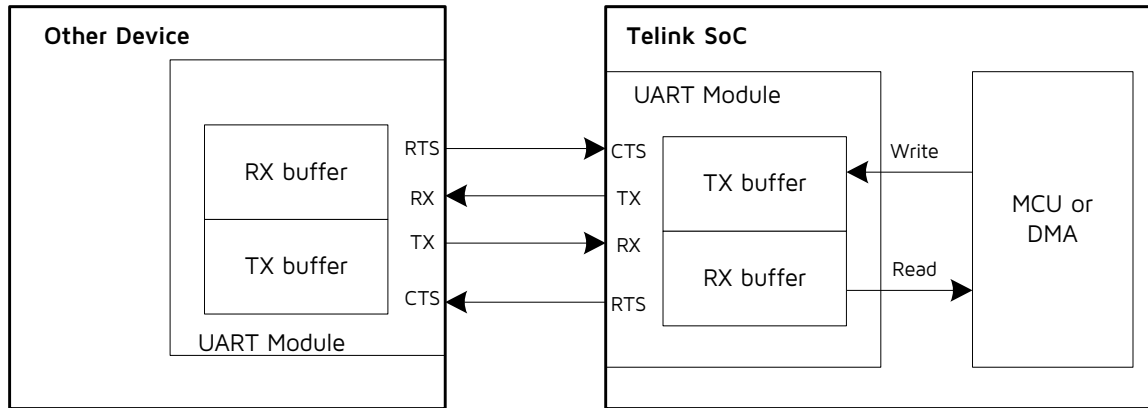 Other Device
Telink SoC
UART Module
RX buffer
TX buffer
UART Module
RTS
RX
TX
CTS
CTS
TX
RX
RTS
TX buffer
RX buffer
Write
Read
MCU or
DMA